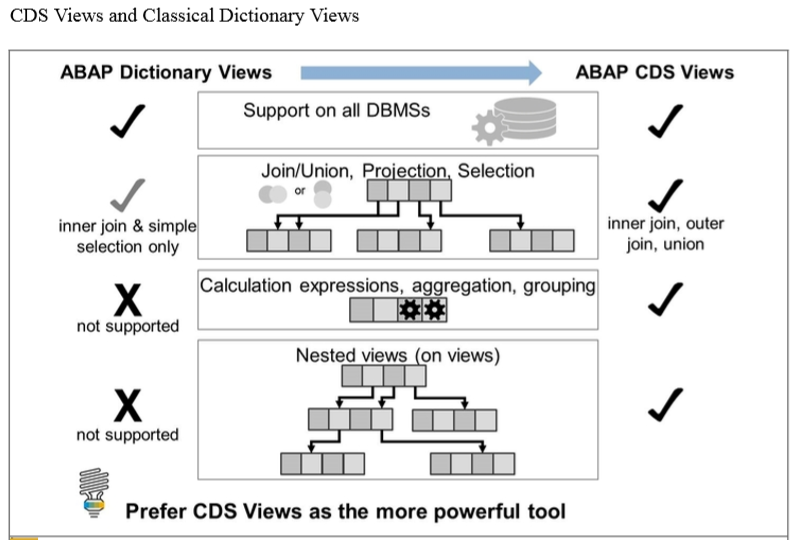 CDS Views and Classical Dictionary Views
ABAP Dictionary Views
ABAP CDS Views
Support on all DBMSs
Join/Union, Projection, Selection
or
inner join & simple
selection only
inner join, outer
join, union
Calculation expressions, aggregation, grouping
X
not supported
Nested views (on views)
X
not supported
Prefer CDS Views as the more powerful tool